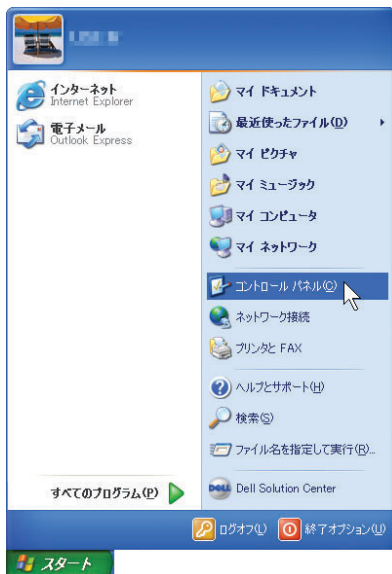 インターネット
Internet Explorer
電子メール
Outlook Express
すべてのプログラム(P)
マイ ドキュメント
最近使ったファイル(D)
マイ ピクチャ
マイ ミュージック
マイ コンピュータ
マイ ネットワーク
コントロール パネル(C)
ネットワーク接続
プリンタと FAX
ヘルプとサポート(H)
検索(S)
ファイル名を指定して実行(R)...
DELL Dell Solution Center
ログオフ(L) 終了オプション(U)
スタート